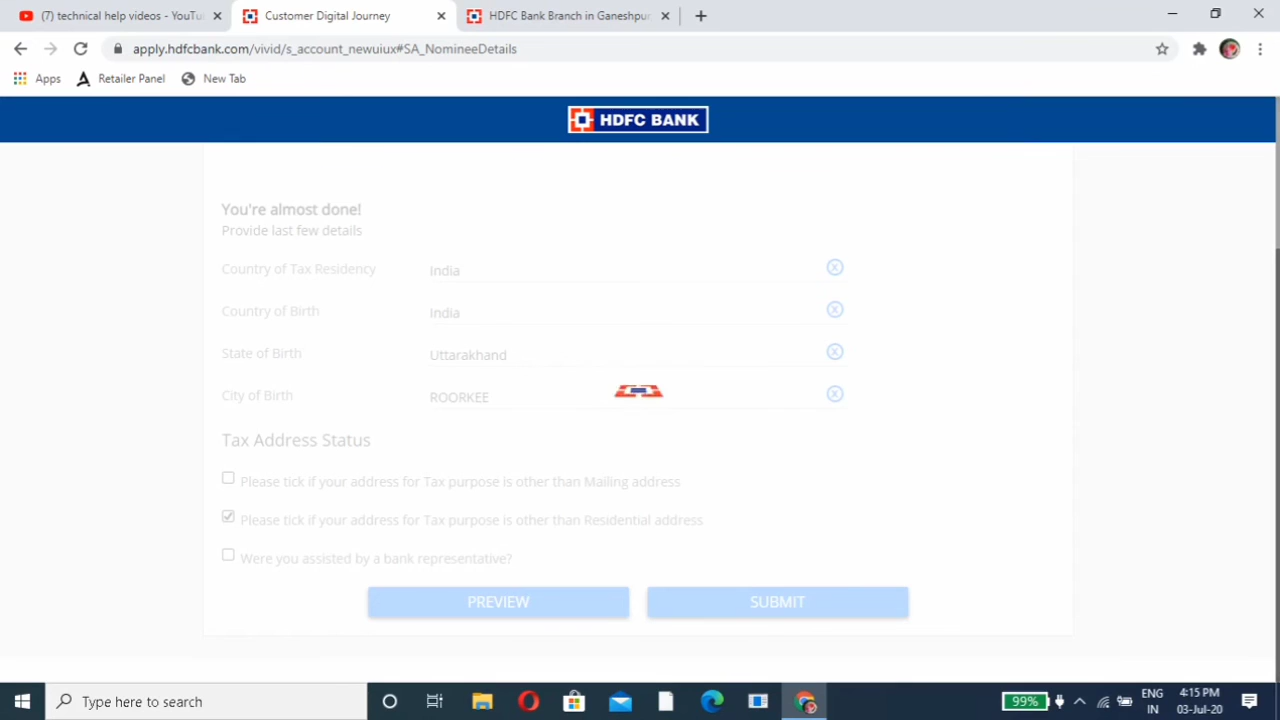 (7) technical help videos - YouTu
Customer Digital Journey
HDFC Bank Branch in Ganeshpur
apply.hdfcbank.com/vivid/s_account_newuiux#SA_NomineeDetails
Apps
Retailer Panel
New Tab
HDFC BANK
You're almost done!
Provide last few details
Country of Tax Residency India
Country of Birth India
State of Birth Uttarakhand
City of Birth ROORKEE
Tax Address Status
Please tick if your address for Tax purpose is other than Mailing address
Please tick if your address for Tax purpose is other than Residential address
Were you assisted by a bank representative?
PREVIEW SUBMIT
Type here to search
99%
ENG
IN
4:15 PM
03-Jul-20